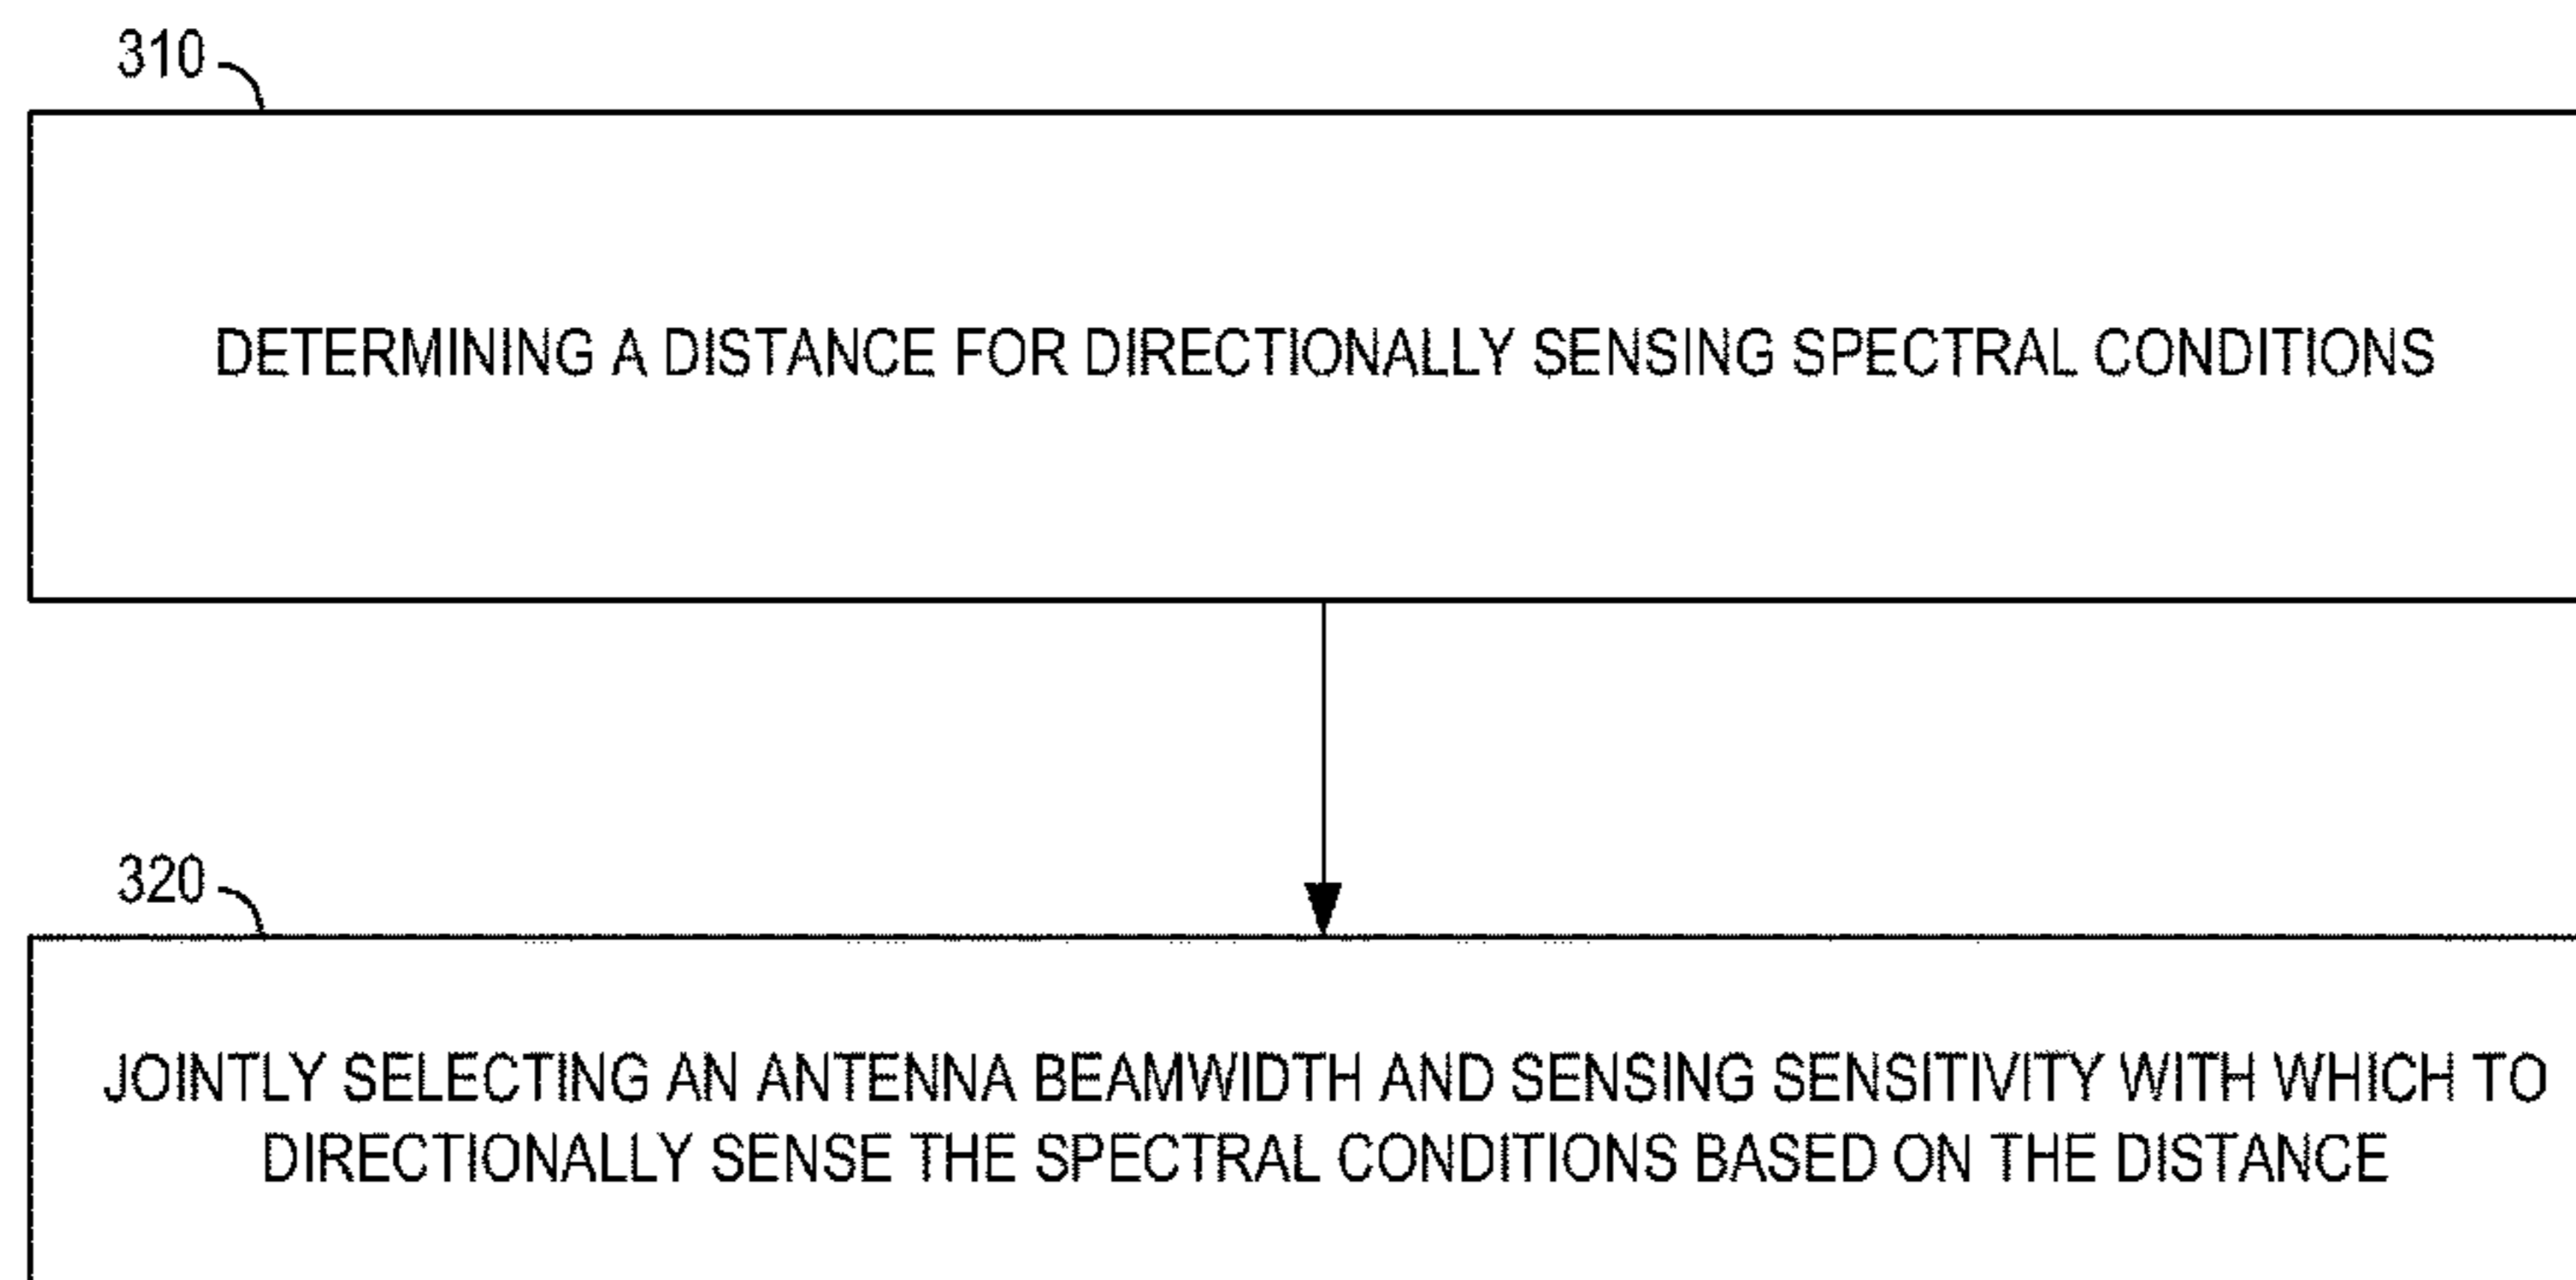 310
DETERMINING A DISTANCE FOR DIRECTIONALLY SENSING SPECTRAL CONDITIONS
320
JOINTLY SELECTING AN ANTENNA BEAMWIDTH AND SENSING SENSITIVITY WITH WHICH TO
DIRECTIONALLY SENSE THE SPECTRAL CONDITIONS BASED ON THE DISTANCE